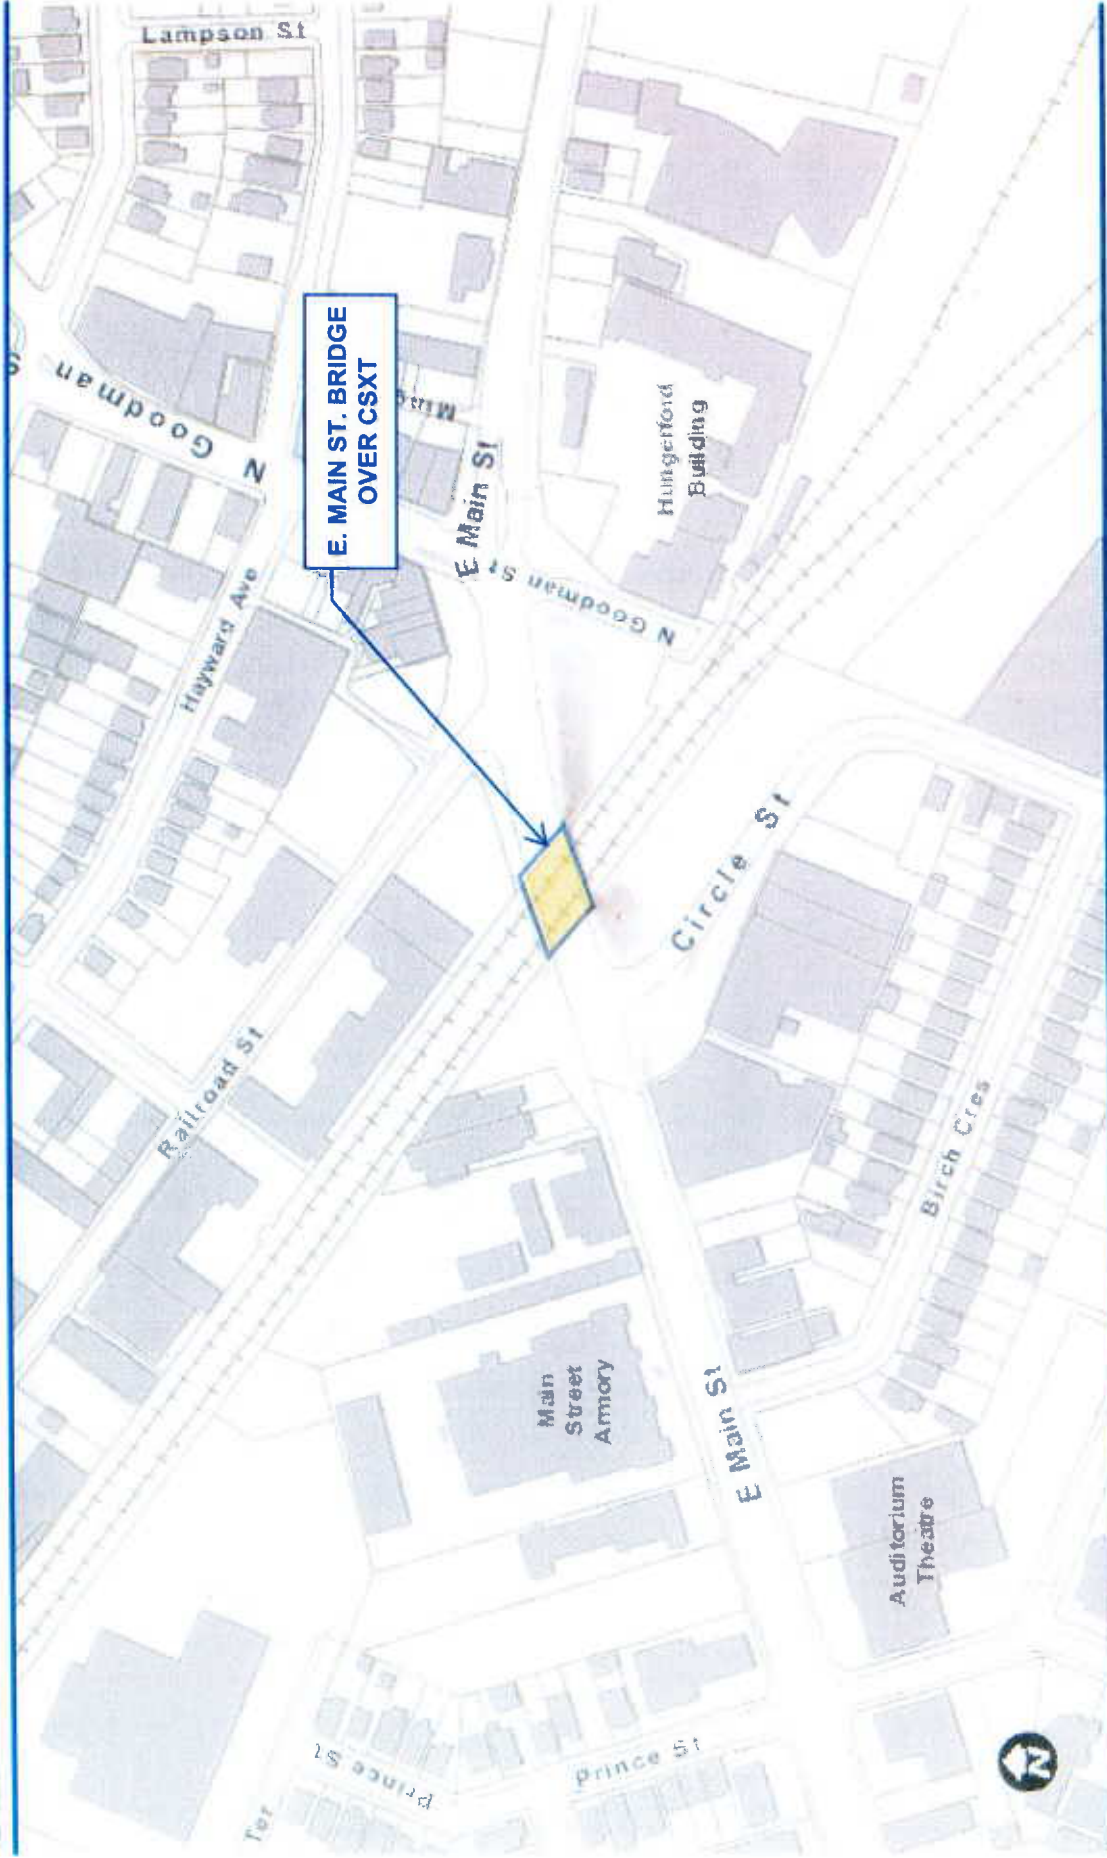 Lampson St
N Goodman S
E. MAIN ST. BRIDGE
OVER CSXT
Hayward Ave
E Main St
N Goodman St
Hungerford
Building
Railroad St
Circle St
Birch Cres
Main
Street
Armory
E Main St
Auditorium
Theatre
Prince St
Prince St
Ter
N